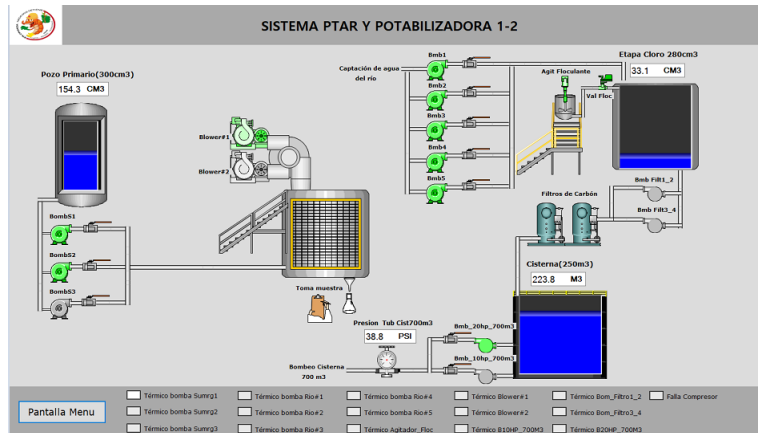 SISTEMA PTAR Y POTABILIZADORA 1-2
Pozo Primario(300cm3)
154.3 CM3
Blower#1
Blower#2
BombS1
BombS2
BombS3
Toma muestra
Captación de agua
del río
Bmb1
Bmb2
Bmb3
Bmb4
Bmb5
Agit Floculante
Val Floc
Etapa Cloro 280cm3
33.1 CM3
Bmb Filt1_2
Bmb Filt3_4
Filtros de Carbón
Cisterna(250m3)
223.8 M3
Presion Tub Cist700m3
38.8 PSI
Bmb_20hp_700m3
Bmb_10hp_700m3
Bombeo Cisterna
700 m3
Pantalla Menu
Térmico bomba Sumrg1
Térmico bomba Rio#1
Térmico bomba Rio#4
Térmico Blower#1
Térmico Bom_Filtro1_2
Falla Compresor
Térmico bomba Sumrg2
Térmico bomba Rio#2
Térmico bomba Rio#5
Térmico Blower#2
Térmico Bom_Filtro3_4
Térmico bomba Sumrg3
Térmico bomba Rio#3
Térmico Agitador_Floc
Térmico B10HP_700M3
Térmico B20HP_700M3